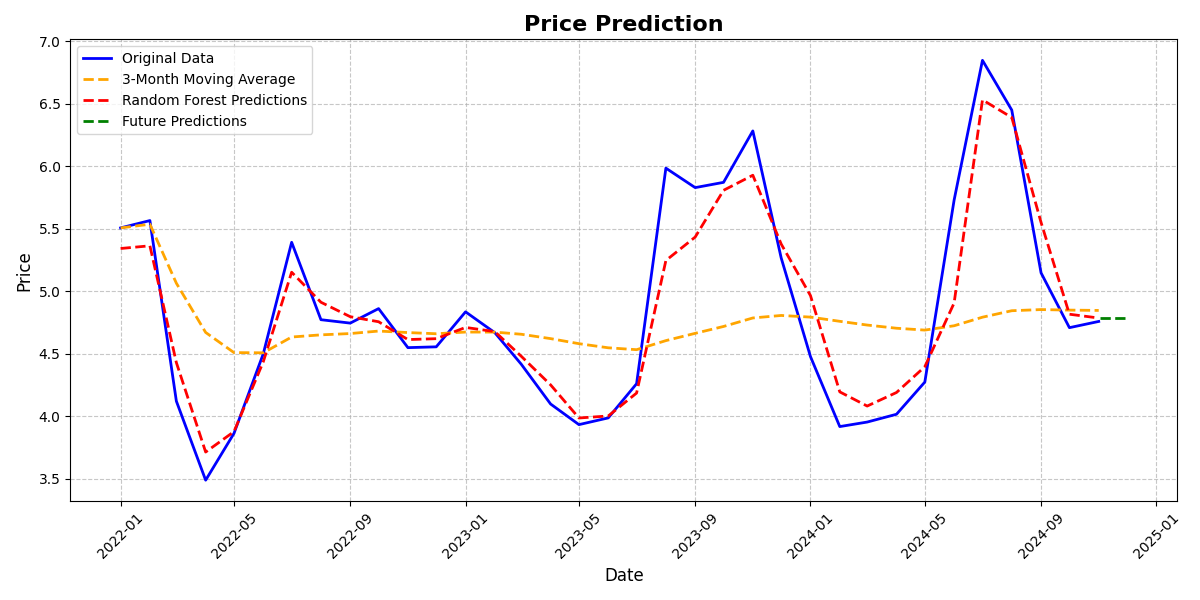 Price Prediction
Original Data
3-Month Moving Average
Random Forest Predictions
Future Predictions
Price
7.0
6.5
6.0
5.5
5.0
4.5
4.0
3.5
2022-01
2022-05
2022-09
2023-01
2023-05
2023-09
2024-01
2024-05
2024-09
2025-01
Date